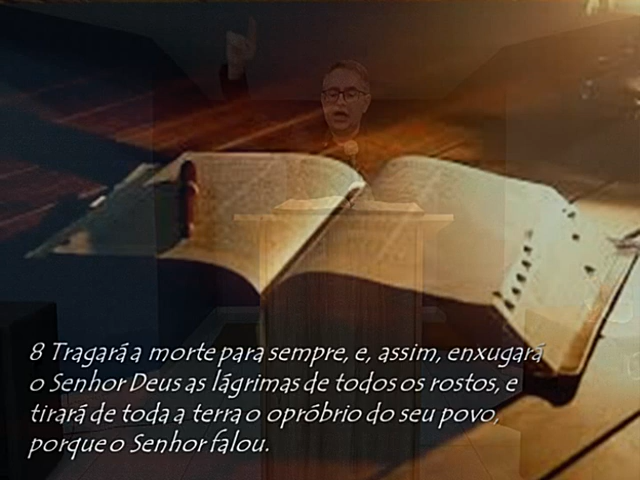 8 Tragará a morte para sempre, e, assim, enxugará
o Senhor Deus as lágrimas de todos os rostos, e
tirará de toda a terra o opróbrio do seu povo,
porque o Senhor falou.